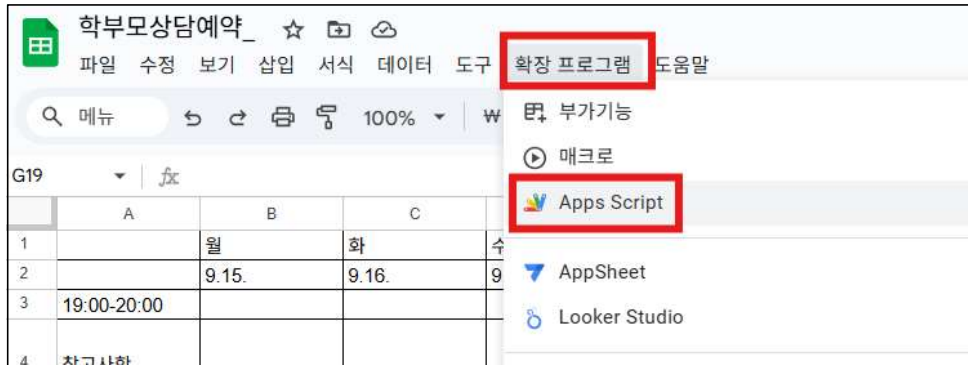 학부모상담예약_
파일 수정 보기 삽입 서식 데이터 도구 확장 프로그램 도움말
메뉴 100% ₩
부가기능
매크로
G19 fx
Apps Script
A B C
1 월 화
2 9.15. 9.16. 9
AppSheet
3 19:00-20:00
Looker Studio
4 참고사항